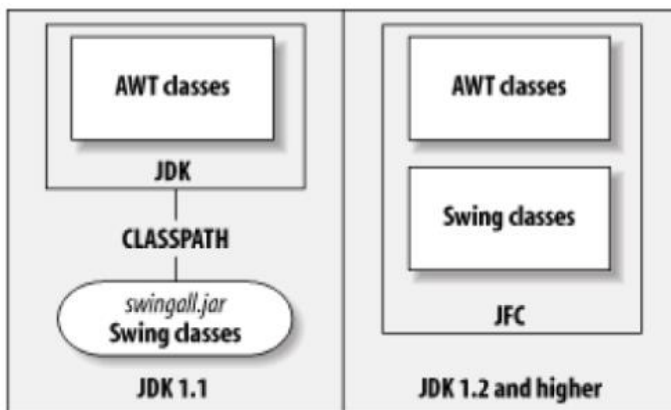 AWT classes
JDK
CLASSPATH
swingall.jar
Swing classes
JDK 1.1
AWT classes
Swing classes
JFC
JDK 1.2 and higher